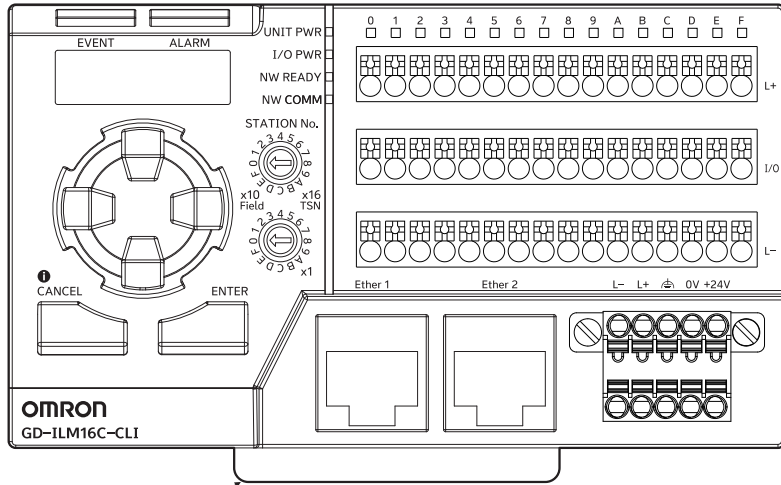 EVENT ALARM
UNIT PWR
I/O PWR
NW READY
NW COMM
0 1 2 3 4 5 6 7 8 9 A B C D E F
L+
I/O
L-
STATION No.
0 1 2 3 4 5 6 7 8 9 A B C D E F
x10 x16
Field TSN
0 1 2 3 4 5 6 7 8 9 A B C D E F
x1
i
CANCEL ENTER
Ether 1 Ether 2 L- L+ 0V +24V
OMRON
GD-ILM16C-CLI